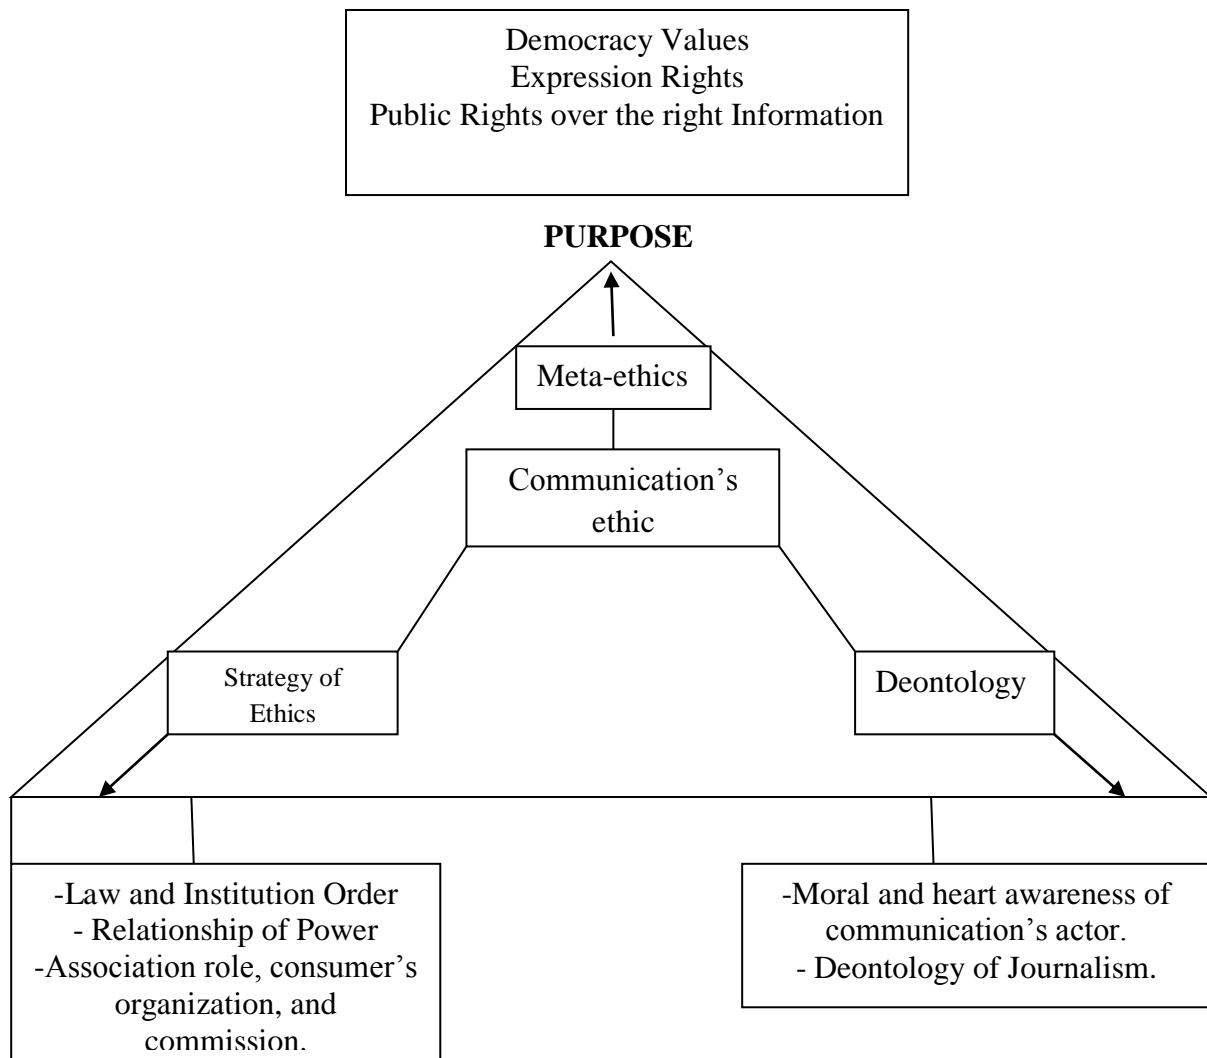 Democracy Values
Expression Rights
Public Rights over the right Information
PURPOSE
Meta-ethics
Communication’s
ethic
Strategy of
Ethics
Deontology
-Law and Institution Order
- Relationship of Power
-Association role, consumer’s
organization, and
commission.
-Moral and heart awareness of
communication’s actor.
- Deontology of Journalism.